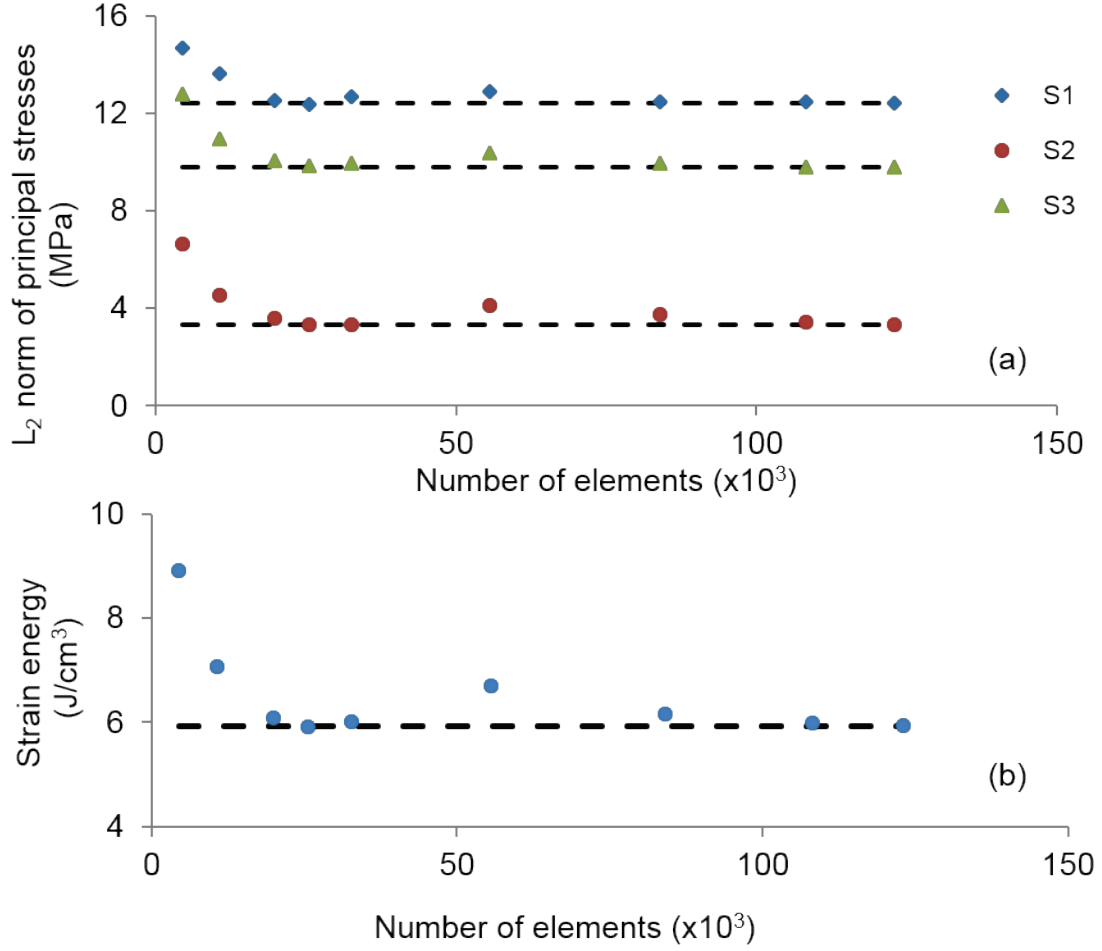 L₂ norm of principal stresses
(MPa)
16
12
8
4
0
0 50 100 150
Number of elements (x10³)
S1
S2
S3
(a)
Strain energy
(J/cm³)
10
8
6
4
0 50 100 150
Number of elements (x10³)
(b)